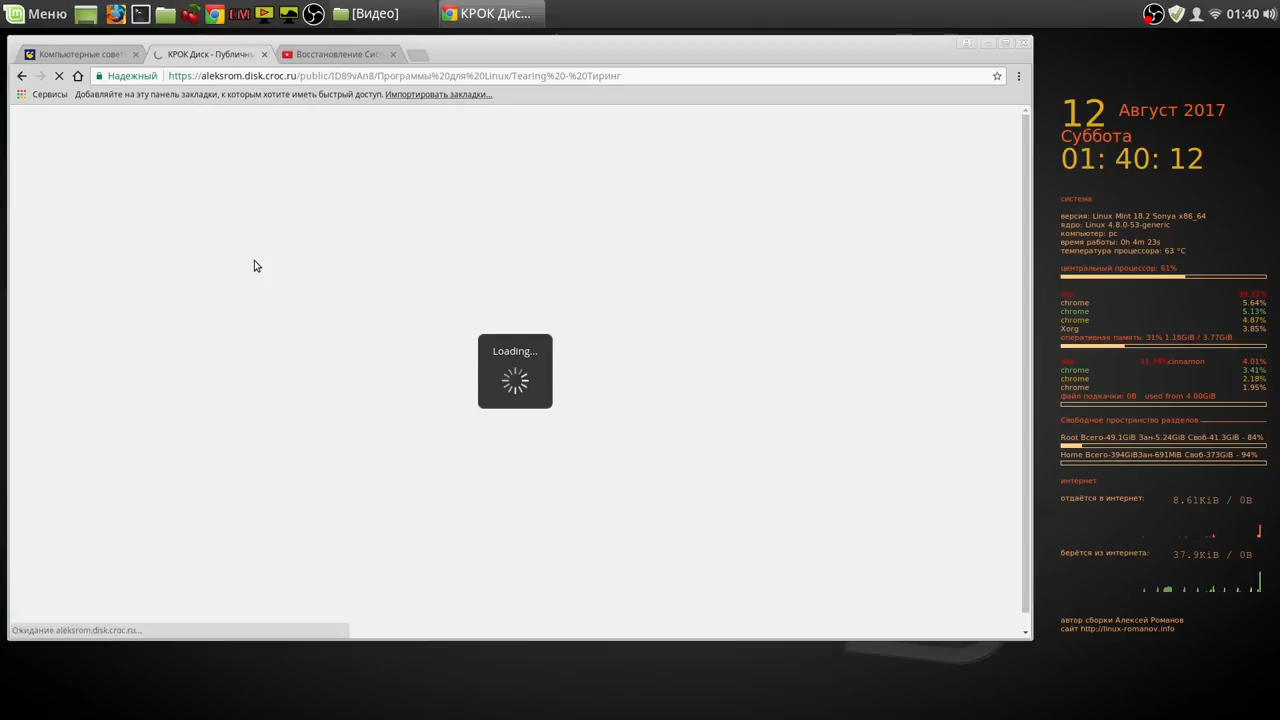 Меню
[Видео]
КРОК Дис...
01:40
Компьютерные совет
КРОК Диск - Публичны
Восстановление Сист
Надежный
https://aleksrom.disk.croc.ru/public/ID89vAn8/Программы%20для%20Linux/Tearing%20-%20Тиринг
Сервисы
Добавляйте на эту панель закладки, к которым хотите иметь быстрый доступ. Импортировать закладки...
Loading...
Ожидание aleksrom.disk.croc.ru...
12 Август 2017
Суббота
01: 40: 12
система
версия: Linux Mint 18.2 Sonya x86_64
ядро: Linux 4.8.0-53-generic
компьютер: pc
время работы: 0h 4m 23s
температура процессора: 63 °C
центральный процессор: 61%
chrome 5.64%
chrome 5.13%
chrome 4.87%
Xorg 3.85%
оперативная память: 31% 1.18GiB / 3.77GiB
cinnamon 4.01%
chrome 3.41%
chrome 2.18%
chrome 1.95%
файл подкачки: 0B used from 4.00GiB
Свободное пространство разделов
Root Всего-49.1GiB Зан-5.24GiB Своб-41.3GiB - 84%
Home Всего-394GiBЗан-691MiB Своб-373GiB - 94%
интернет
отдаётся в интернет: 8.61KiB / 0B
берётся из интернета: 37.9KiB / 0B
автор сборки Алексей Романов
сайт http://linux-romanov.info